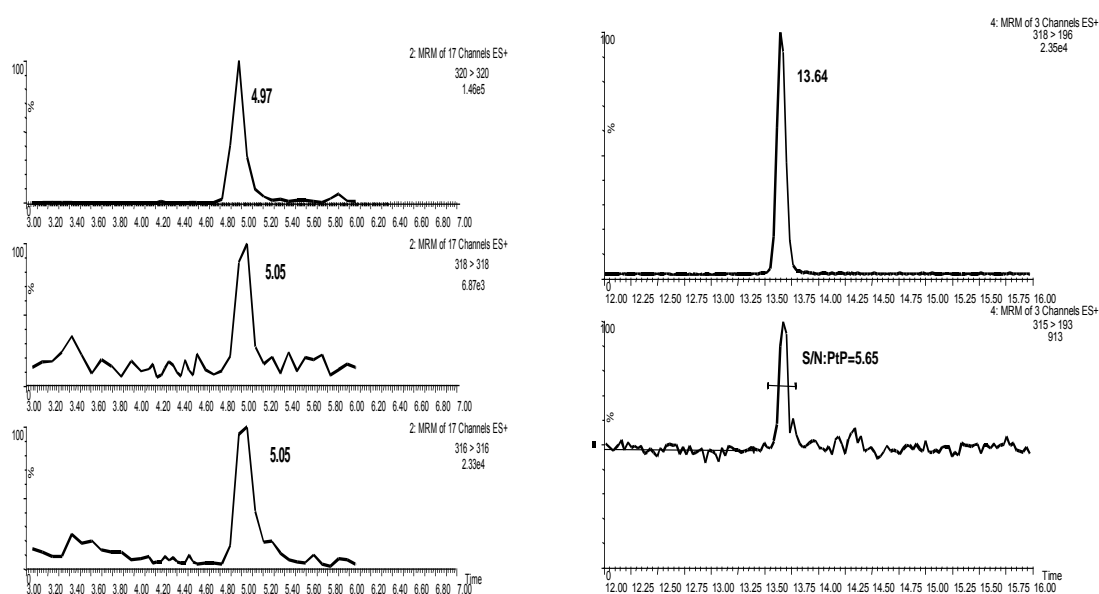 2: MRM of 17 Channels ES+
320 > 320
1.46e5
100
4.97
%
0
3.00 3.20 3.40 3.60 3.80 4.00 4.20 4.40 4.60 4.80 5.00 5.20 5.40 5.60 5.80 6.00 6.20 6.40 6.60 6.80 7.00
2: MRM of 17 Channels ES+
318 > 318
6.87e3
100
5.05
%
0
3.00 3.20 3.40 3.60 3.80 4.00 4.20 4.40 4.60 4.80 5.00 5.20 5.40 5.60 5.80 6.00 6.20 6.40 6.60 6.80 7.00
2: MRM of 17 Channels ES+
316 > 316
2.33e4
100
5.05
%
0
Time
3.00 3.20 3.40 3.60 3.80 4.00 4.20 4.40 4.60 4.80 5.00 5.20 5.40 5.60 5.80 6.00 6.20 6.40 6.60 6.80 7.00
4: MRM of 3 Channels ES+
318 > 196
2.35e4
100
13.64
%
0
12.00 12.25 12.50 12.75 13.00 13.25 13.50 13.75 14.00 14.25 14.50 14.75 15.00 15.25 15.50 15.75 16.00
4: MRM of 3 Channels ES+
315 > 193
913
100
S/N:PtP=5.65
%
0
Time
12.00 12.25 12.50 12.75 13.00 13.25 13.50 13.75 14.00 14.25 14.50 14.75 15.00 15.25 15.50 15.75 16.00